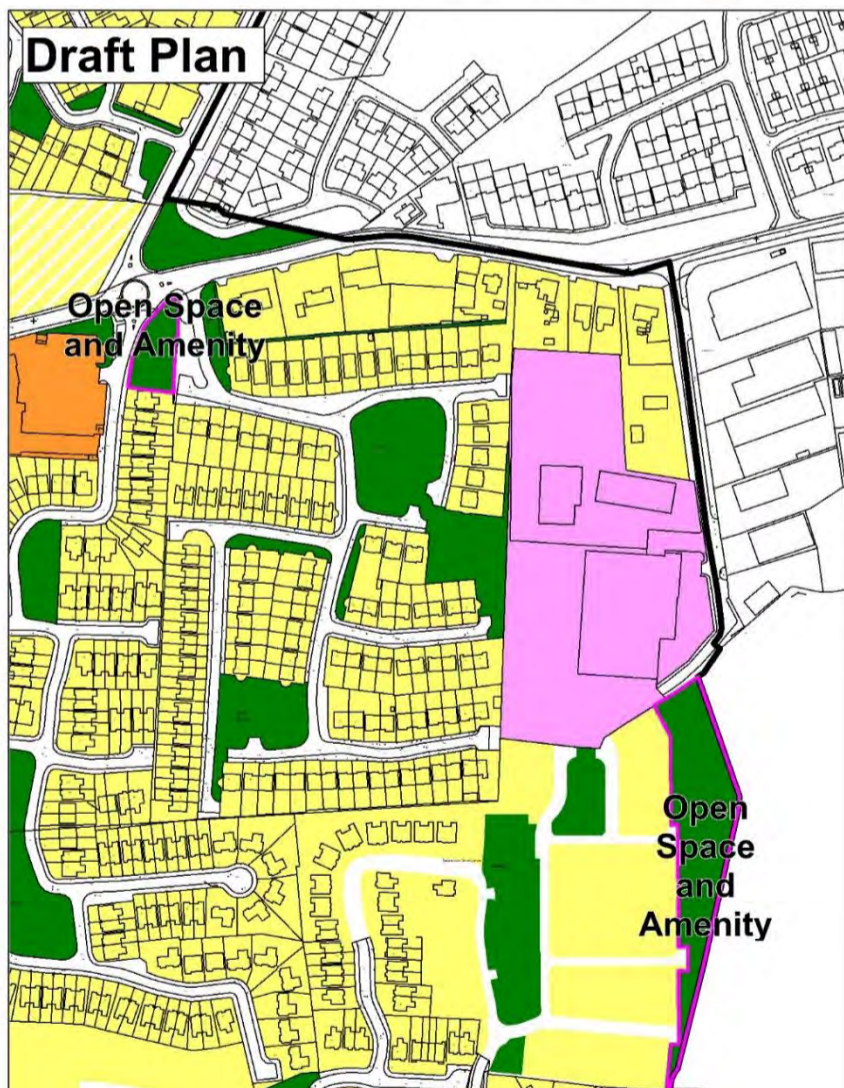 Draft Plan
Open Space
and Amenity
Open
Space
and
Amenity